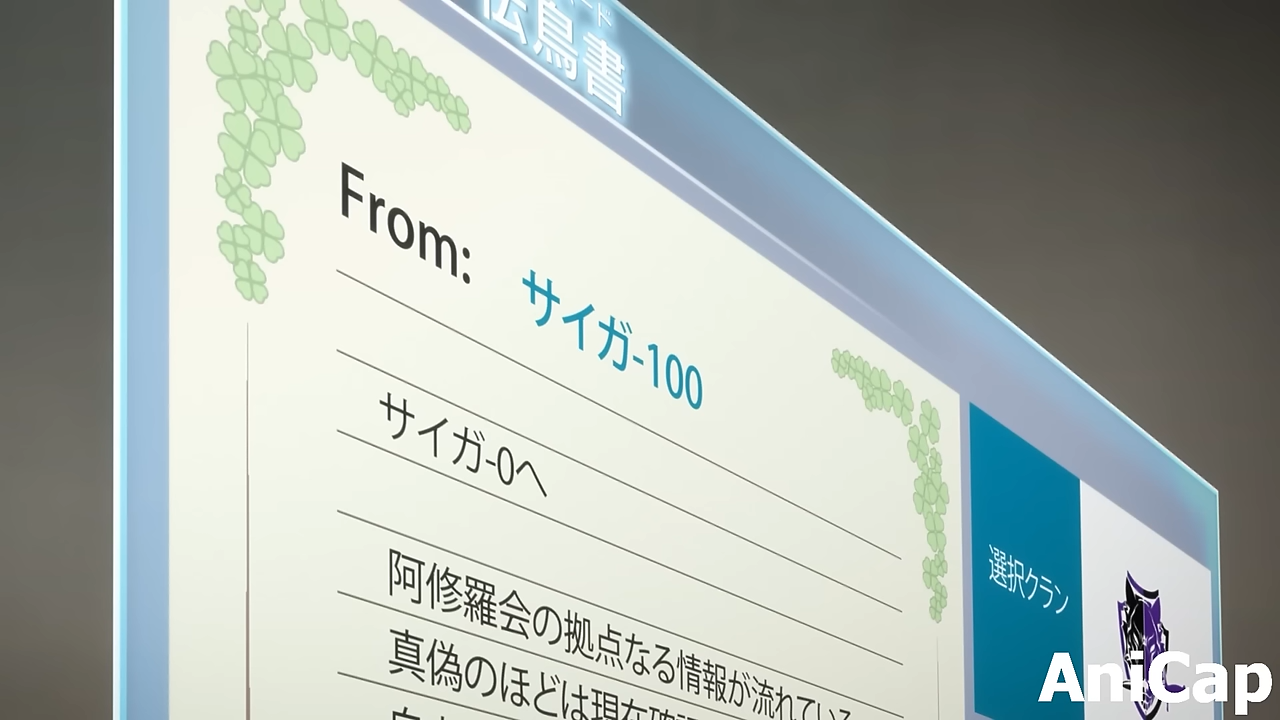 伝鳥書
From: サイガ-100
サイガ-0へ
阿修羅会の拠点なる情報が流れている
真偽のほどは現在確認
選択クラン
AniCap